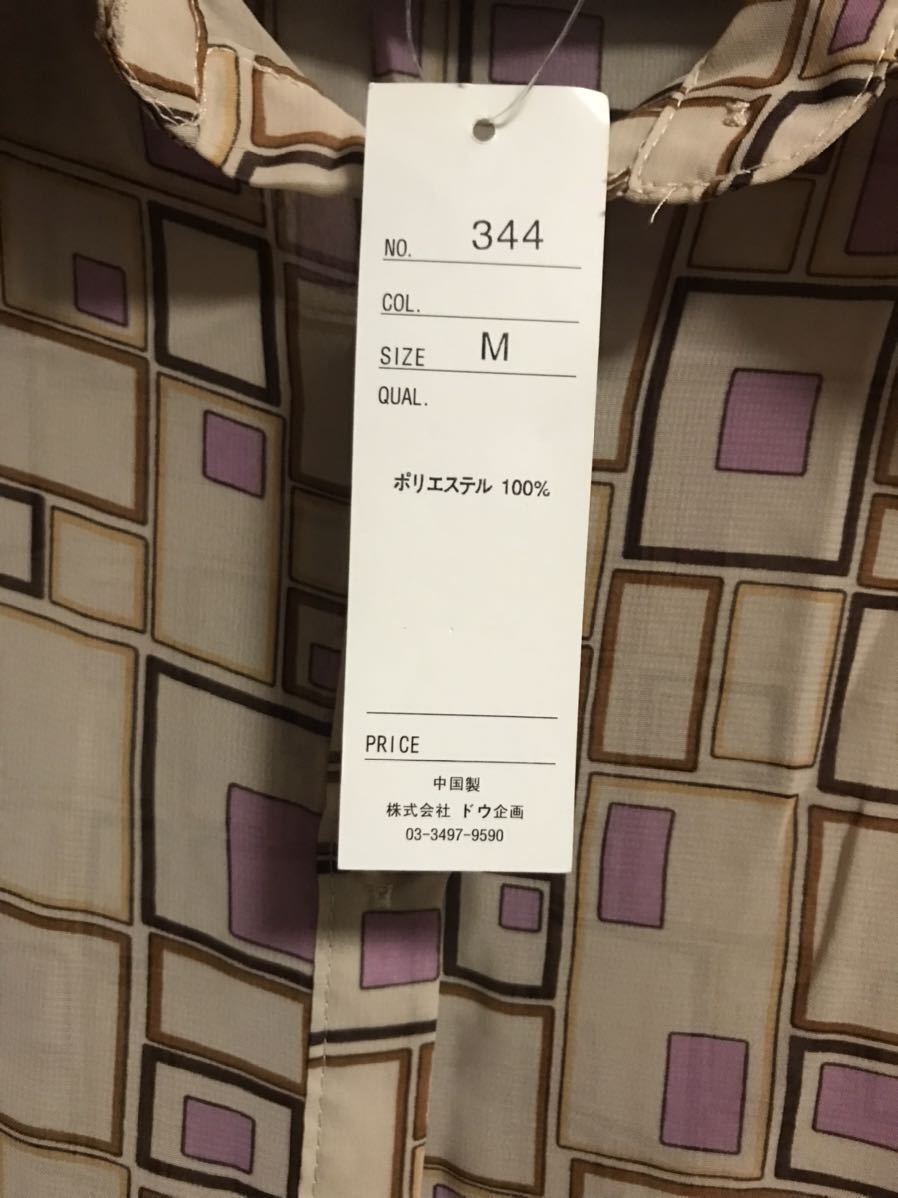 NO. 344
COL.
SIZE M
QUAL.
ポリエステル 100%
PRICE
中国製
株式会社 ドウ企画
03-3497-9590